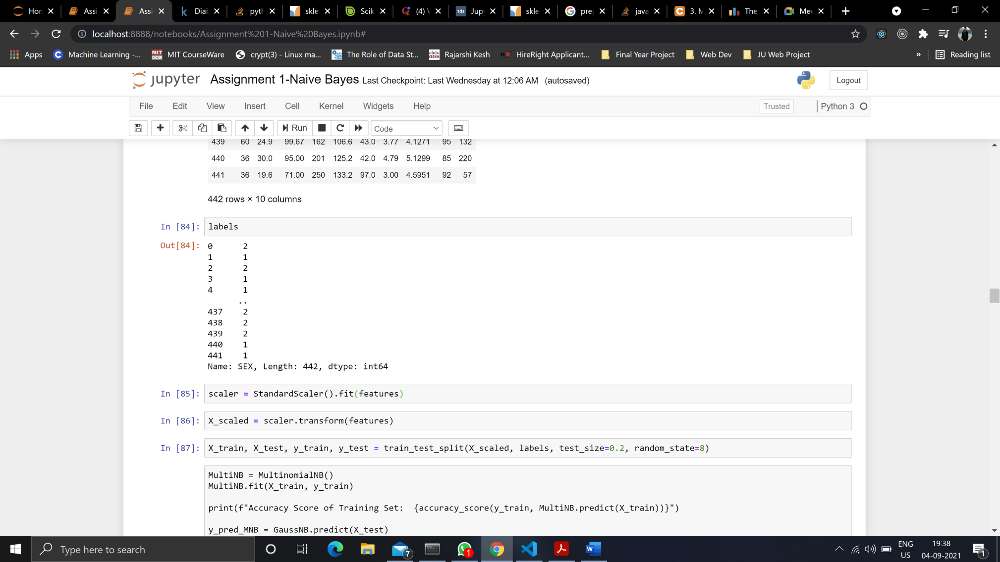 Hor Assi Assi Dial pyth skle Scik (4) \ Jup skle prep java 3. M The Mee
localhost:8888/notebooks/Assignment%201-Naive%20Bayes.ipynb#
Apps Machine Learning -... MIT CourseWare crypt(3) - Linux ma... The Role of Data St... Rajarshi Kesh HireRight Applicant... Final Year Project Web Dev JU Web Project » Reading list
jupyter Assignment 1-Naive Bayes Last Checkpoint: Last Wednesday at 12:06 AM (autosaved) Logout
File Edit View Insert Cell Kernel Widgets Help Trusted Python 3
Run Code
439 60 24.9 99.67 162 106.6 43.0 3.77 4.1271 95 132
440 36 30.0 95.00 201 125.2 42.0 4.79 5.1299 85 220
441 36 19.6 71.00 250 133.2 97.0 3.00 4.5951 92 57
442 rows × 10 columns
In [84]: labels
Out[84]: 0 2
1 1
2 2
3 1
4 1
..
437 2
438 2
439 2
440 1
441 1
Name: SEX, Length: 442, dtype: int64
In [85]: scaler = StandardScaler().fit(features)
In [86]: X_scaled = scaler.transform(features)
In [87]: X_train, X_test, y_train, y_test = train_test_split(X_scaled, labels, test_size=0.2, random_state=8)
MultiNB = MultinomialNB()
MultiNB.fit(X_train, y_train)
print(f"Accuracy Score of Training Set:  {accuracy_score(y_train, MultiNB.predict(X_train))}")
y_pred_MNB = GaussNB.predict(X_test)
Type here to search 7 1 ENG 19:38
US 04-09-2021 1